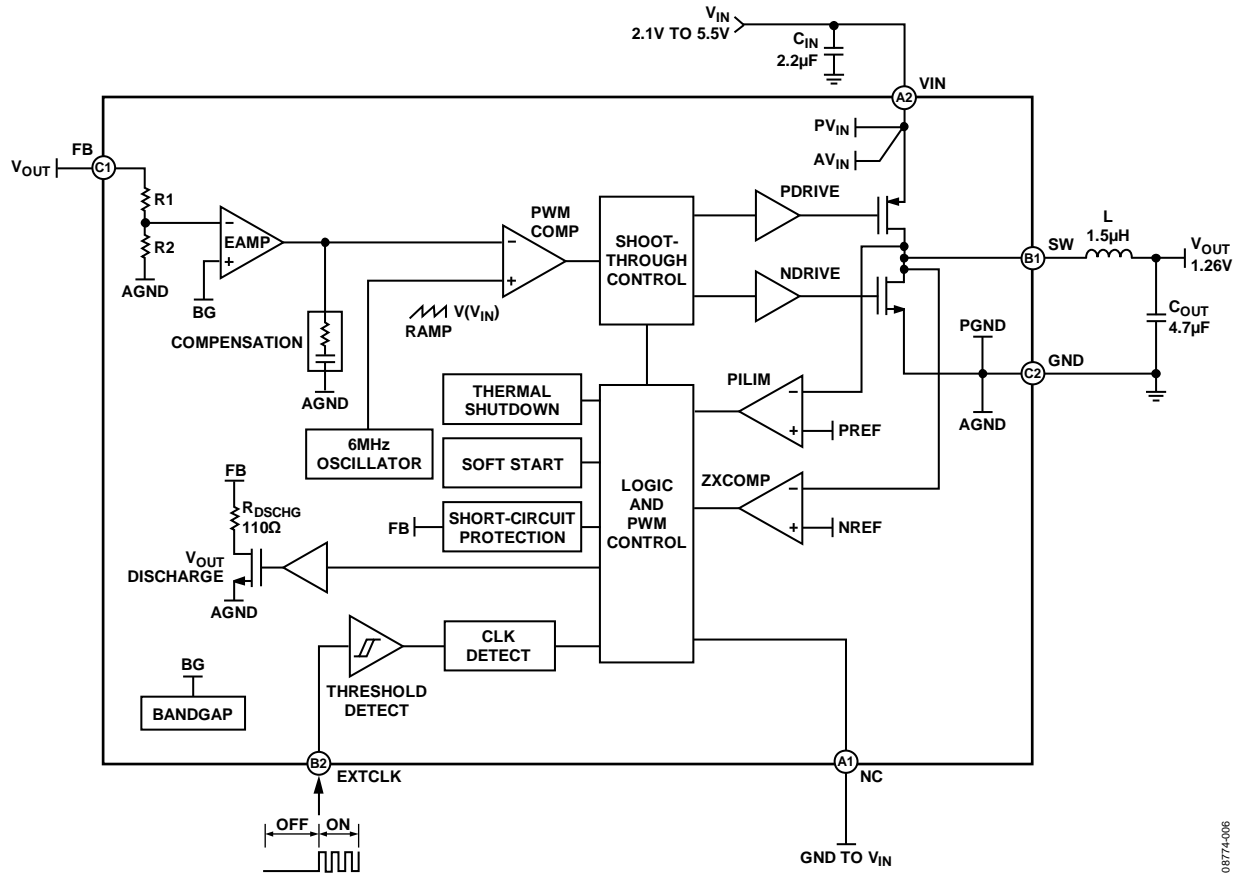 VIN
2.1V TO 5.5V
CIN
2.2µF
A2
VIN
PVIN
AVIN
FB
VOUT
C1
R1
R2
AGND
EAMP
BG
COMPENSATION
AGND
PWM
COMP
V(VIN)
RAMP
6MHz
OSCILLATOR
SHOOT-
THROUGH
CONTROL
PDRIVE
NDRIVE
SW
B1
L
1.5µH
VOUT
1.26V
COUT
4.7µF
PGND
GND
C2
AGND
THERMAL
SHUTDOWN
SOFT START
FB
SHORT-CIRCUIT
PROTECTION
LOGIC
AND
PWM
CONTROL
PILIM
PREF
ZXCOMP
NREF
FB
RDSCHG
110Ω
VOUT
DISCHARGE
AGND
THRESHOLD
DETECT
CLK
DETECT
BG
BANDGAP
B2
EXTCLK
OFF
ON
A1
NC
GND TO VIN
08774-006